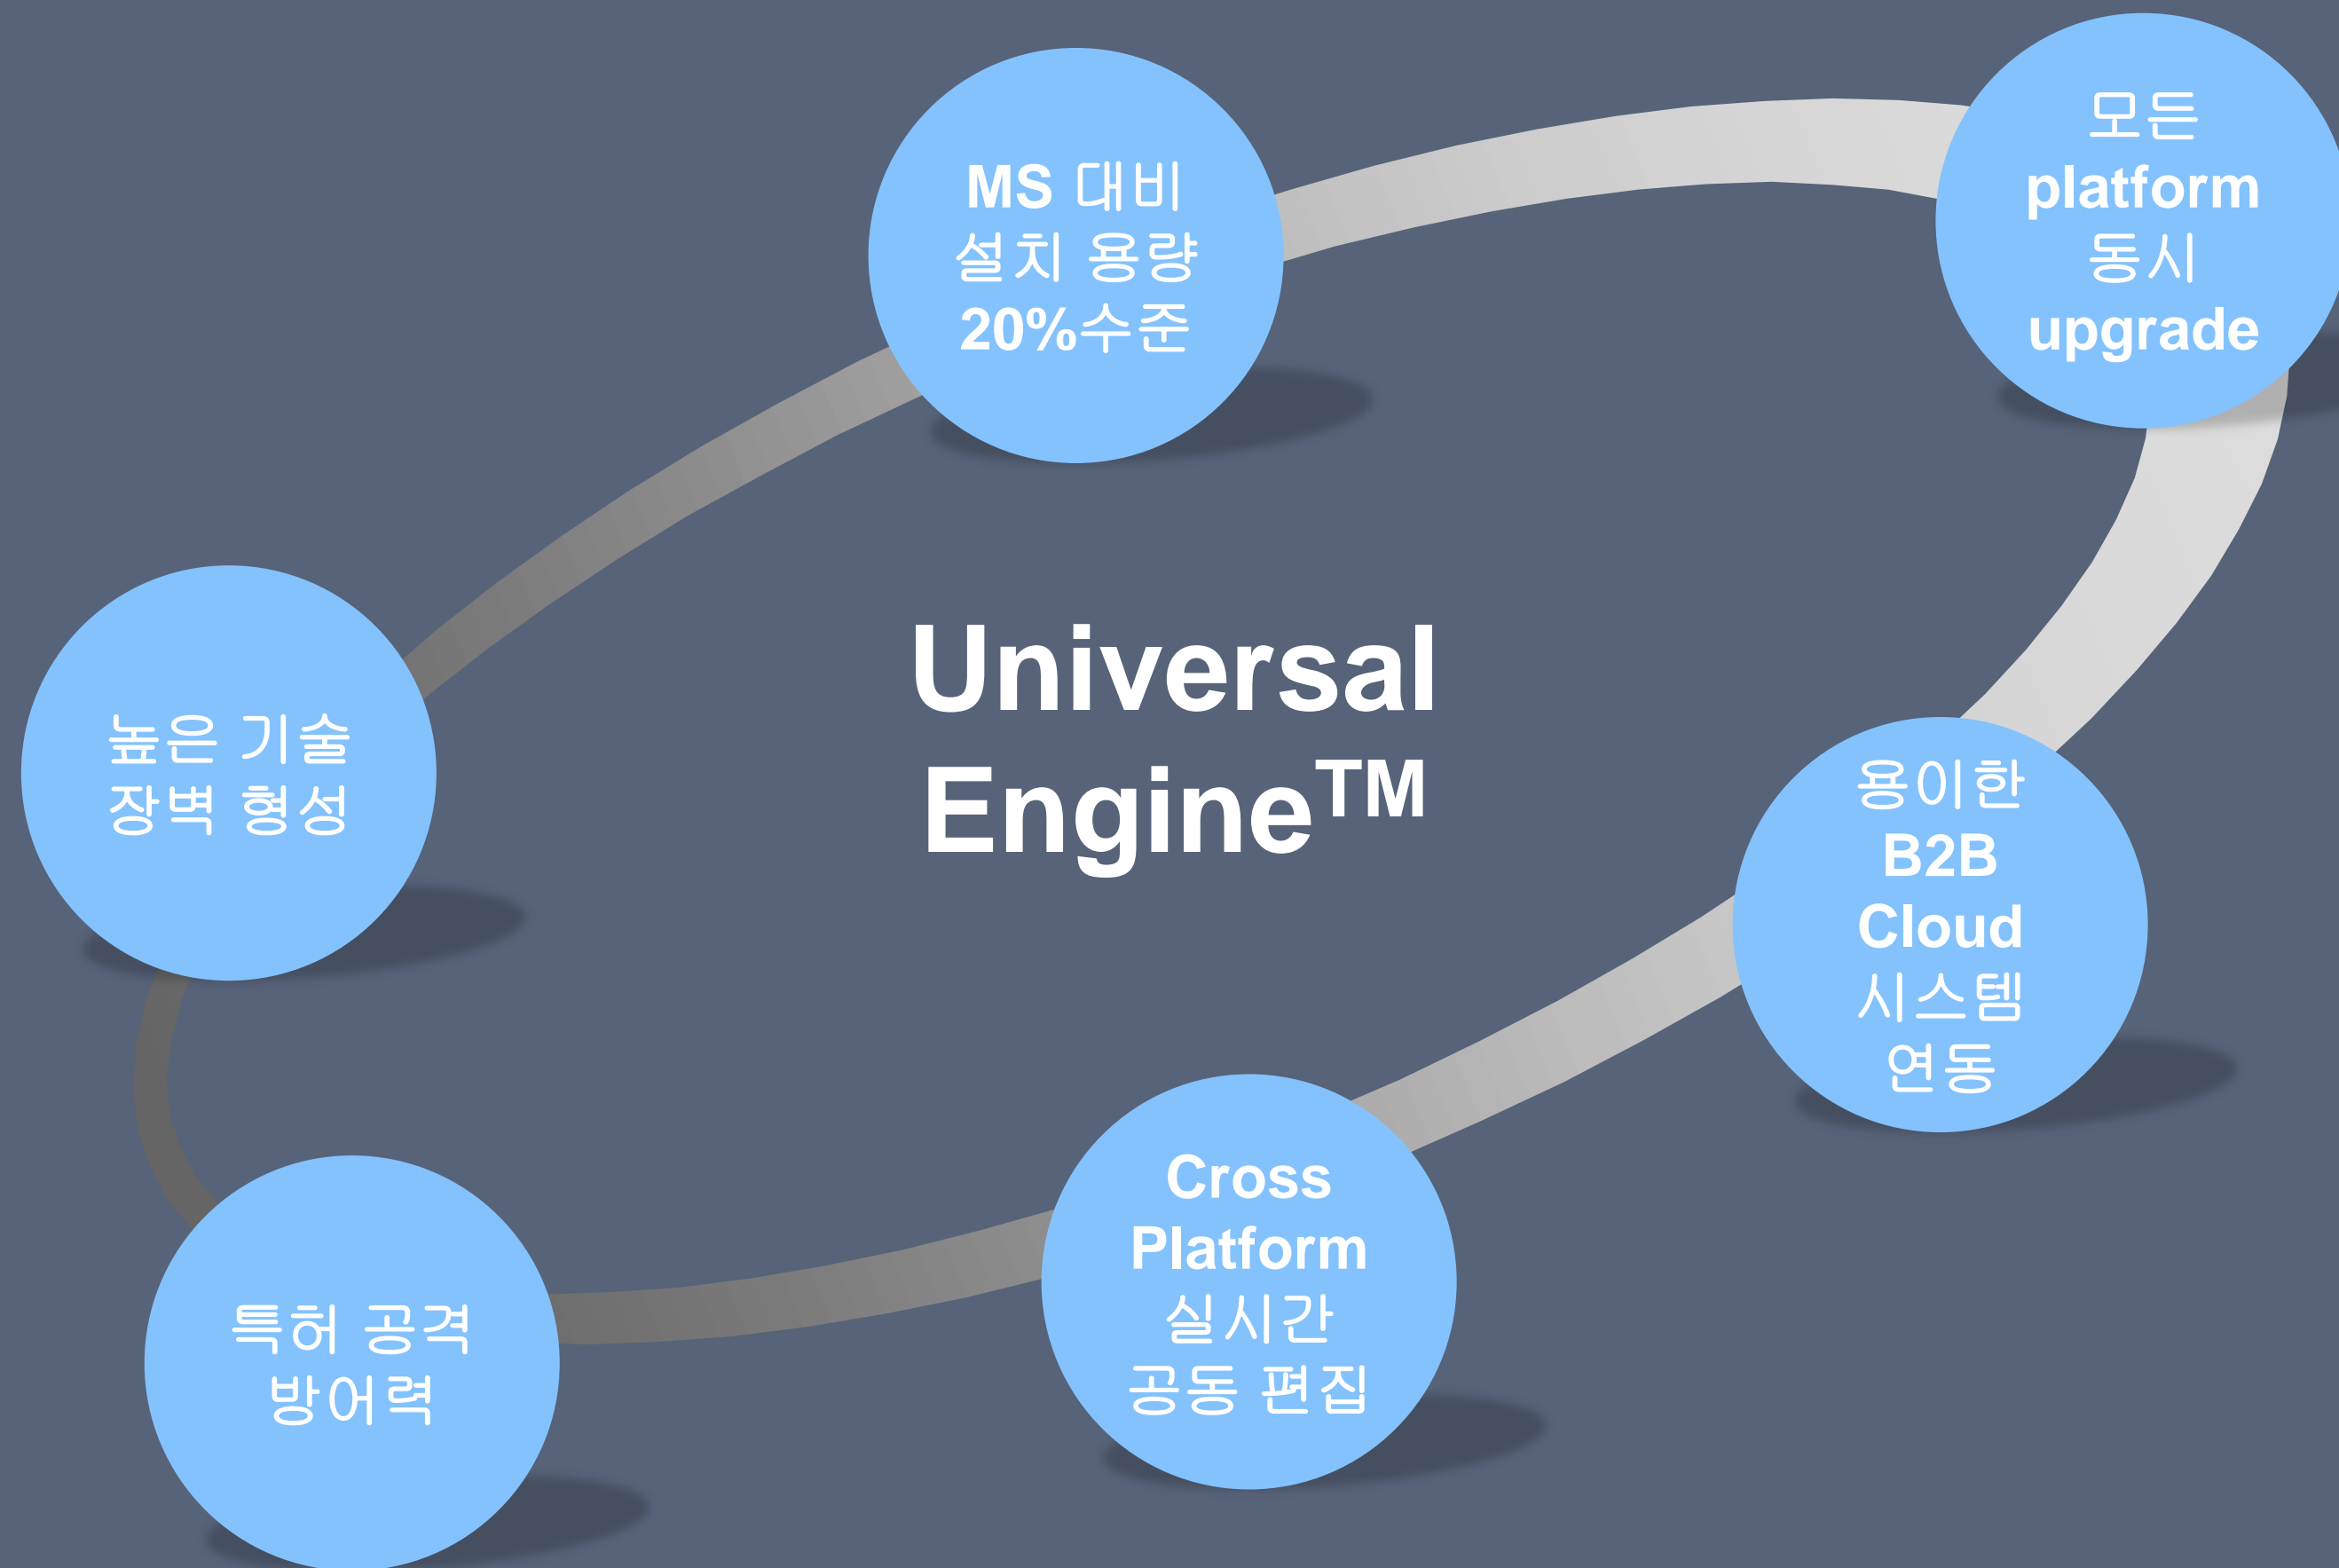 MS 대비
설치 용량
20%수준
모든
platform
동시
upgrade
Universal
Engine™
높은 기술
장벽 형성
용이한
B2B
Cloud
시스템
연동
Cross
Platform
실시간
공동 편집
특허 공격
방어력